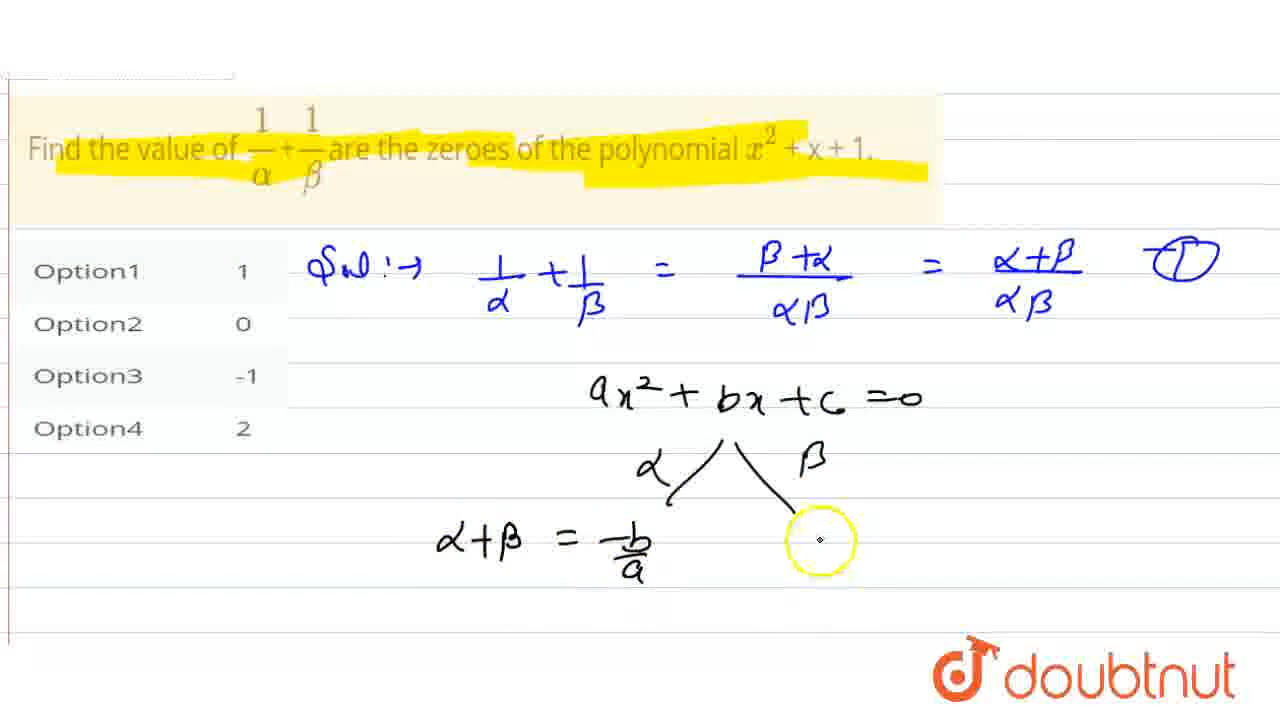 Find the value of 1/α + 1/β are the zeroes of the polynomial x² + x + 1.
Option1 1
Option2 0
Option3 -1
Option4 2
Sol :→ 1/α + 1/β = β+α/αβ = α+β/αβ —①
ax² + bx + c = 0
α β
α+β = -b/a
doubtnut